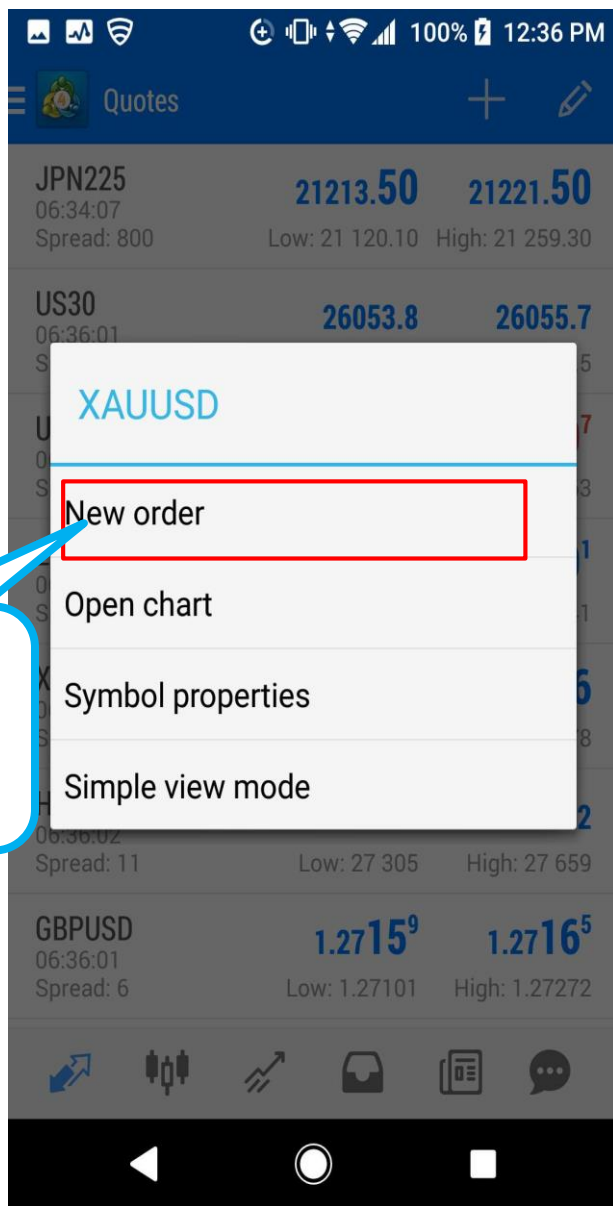 100% 12:36 PM
Quotes
JPN225 21213.50 21221.50
06:34:07
Spread: 800 Low: 21 120.10 High: 21 259.30
US30 26053.8 26055.7
06:36:01
XAUUSD
New order
Open chart
Symbol properties
Simple view mode
06:36:02
Spread: 11 Low: 27 305 High: 27 659
GBPUSD 1.27159 1.27165
06:36:01
Spread: 6 Low: 1.27101 High: 1.27272